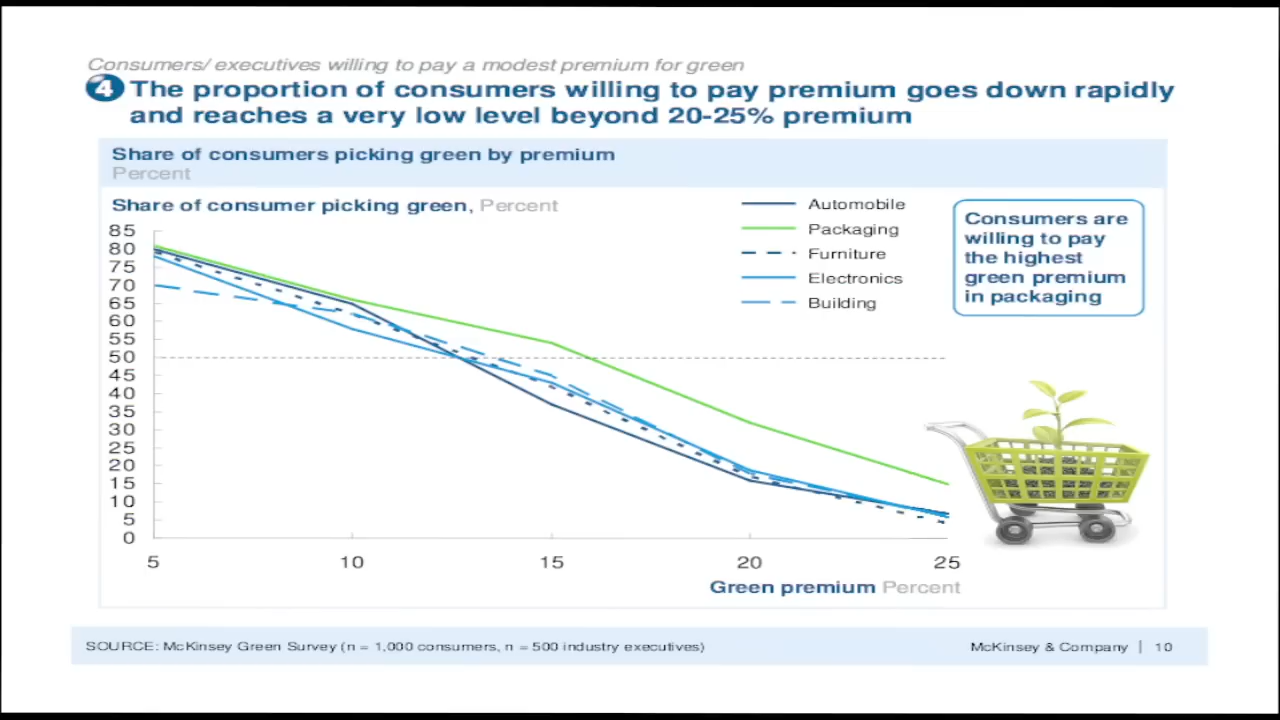 Consumers/ executives willing to pay a modest premium for green
4 The proportion of consumers willing to pay premium goes down rapidly
and reaches a very low level beyond 20-25% premium
Share of consumers picking green by premium
Percent
Share of consumer picking green, Percent
Automobile
Packaging
Furniture
Electronics
Building
Consumers are
willing to pay
the highest
green premium
in packaging
85
80
75
70
65
60
55
50
45
40
35
30
25
20
15
10
5
0
5 10 15 20 25
Green premium Percent
SOURCE: McKinsey Green Survey (n = 1,000 consumers, n = 500 industry executives)
McKinsey & Company | 10